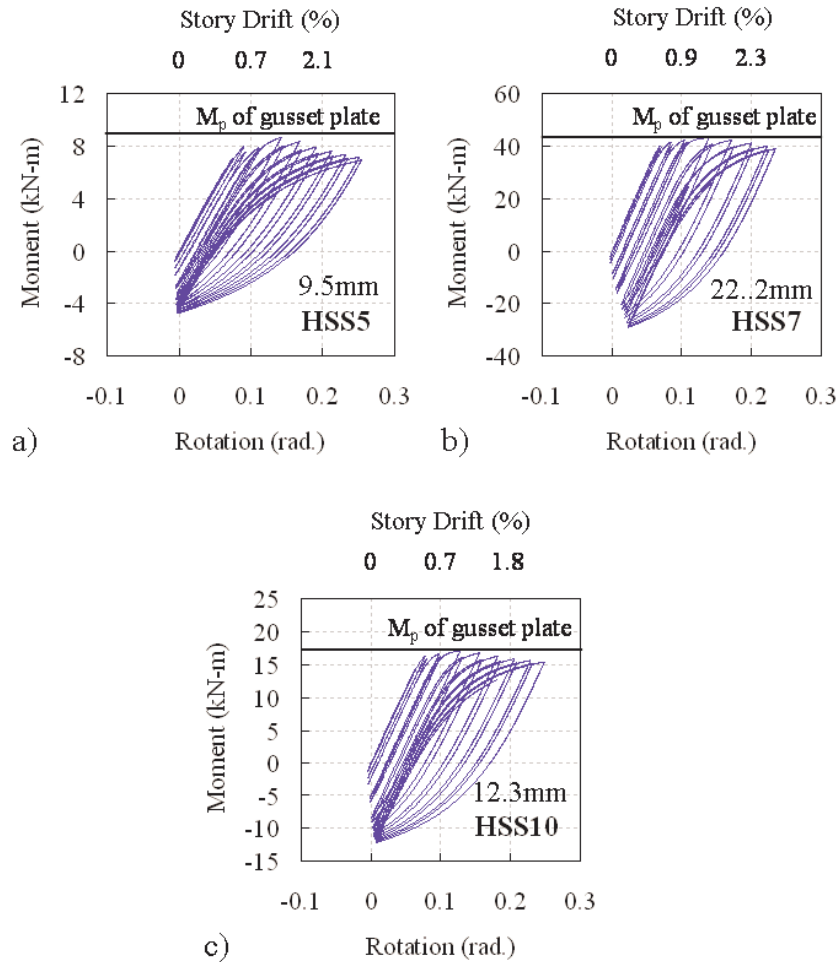 Story Drift (%)
0 0.7 2.1
12
8
4
0
-4
-8
Moment (kN-m)
M_p of gusset plate
9.5mm
HSS5
-0.1 0 0.1 0.2 0.3
a)
Rotation (rad.)
Story Drift (%)
0 0.9 2.3
60
40
20
0
-20
-40
Moment (kN-m)
M_p of gusset plate
22..2mm
HSS7
-0.1 0 0.1 0.2 0.3
b)
Rotation (rad.)
Story Drift (%)
0 0.7 1.8
25
20
15
10
5
0
-5
-10
-15
Moment (kN-m)
M_p of gusset plate
12.3mm
HSS10
-0.1 0 0.1 0.2 0.3
c)
Rotation (rad.)